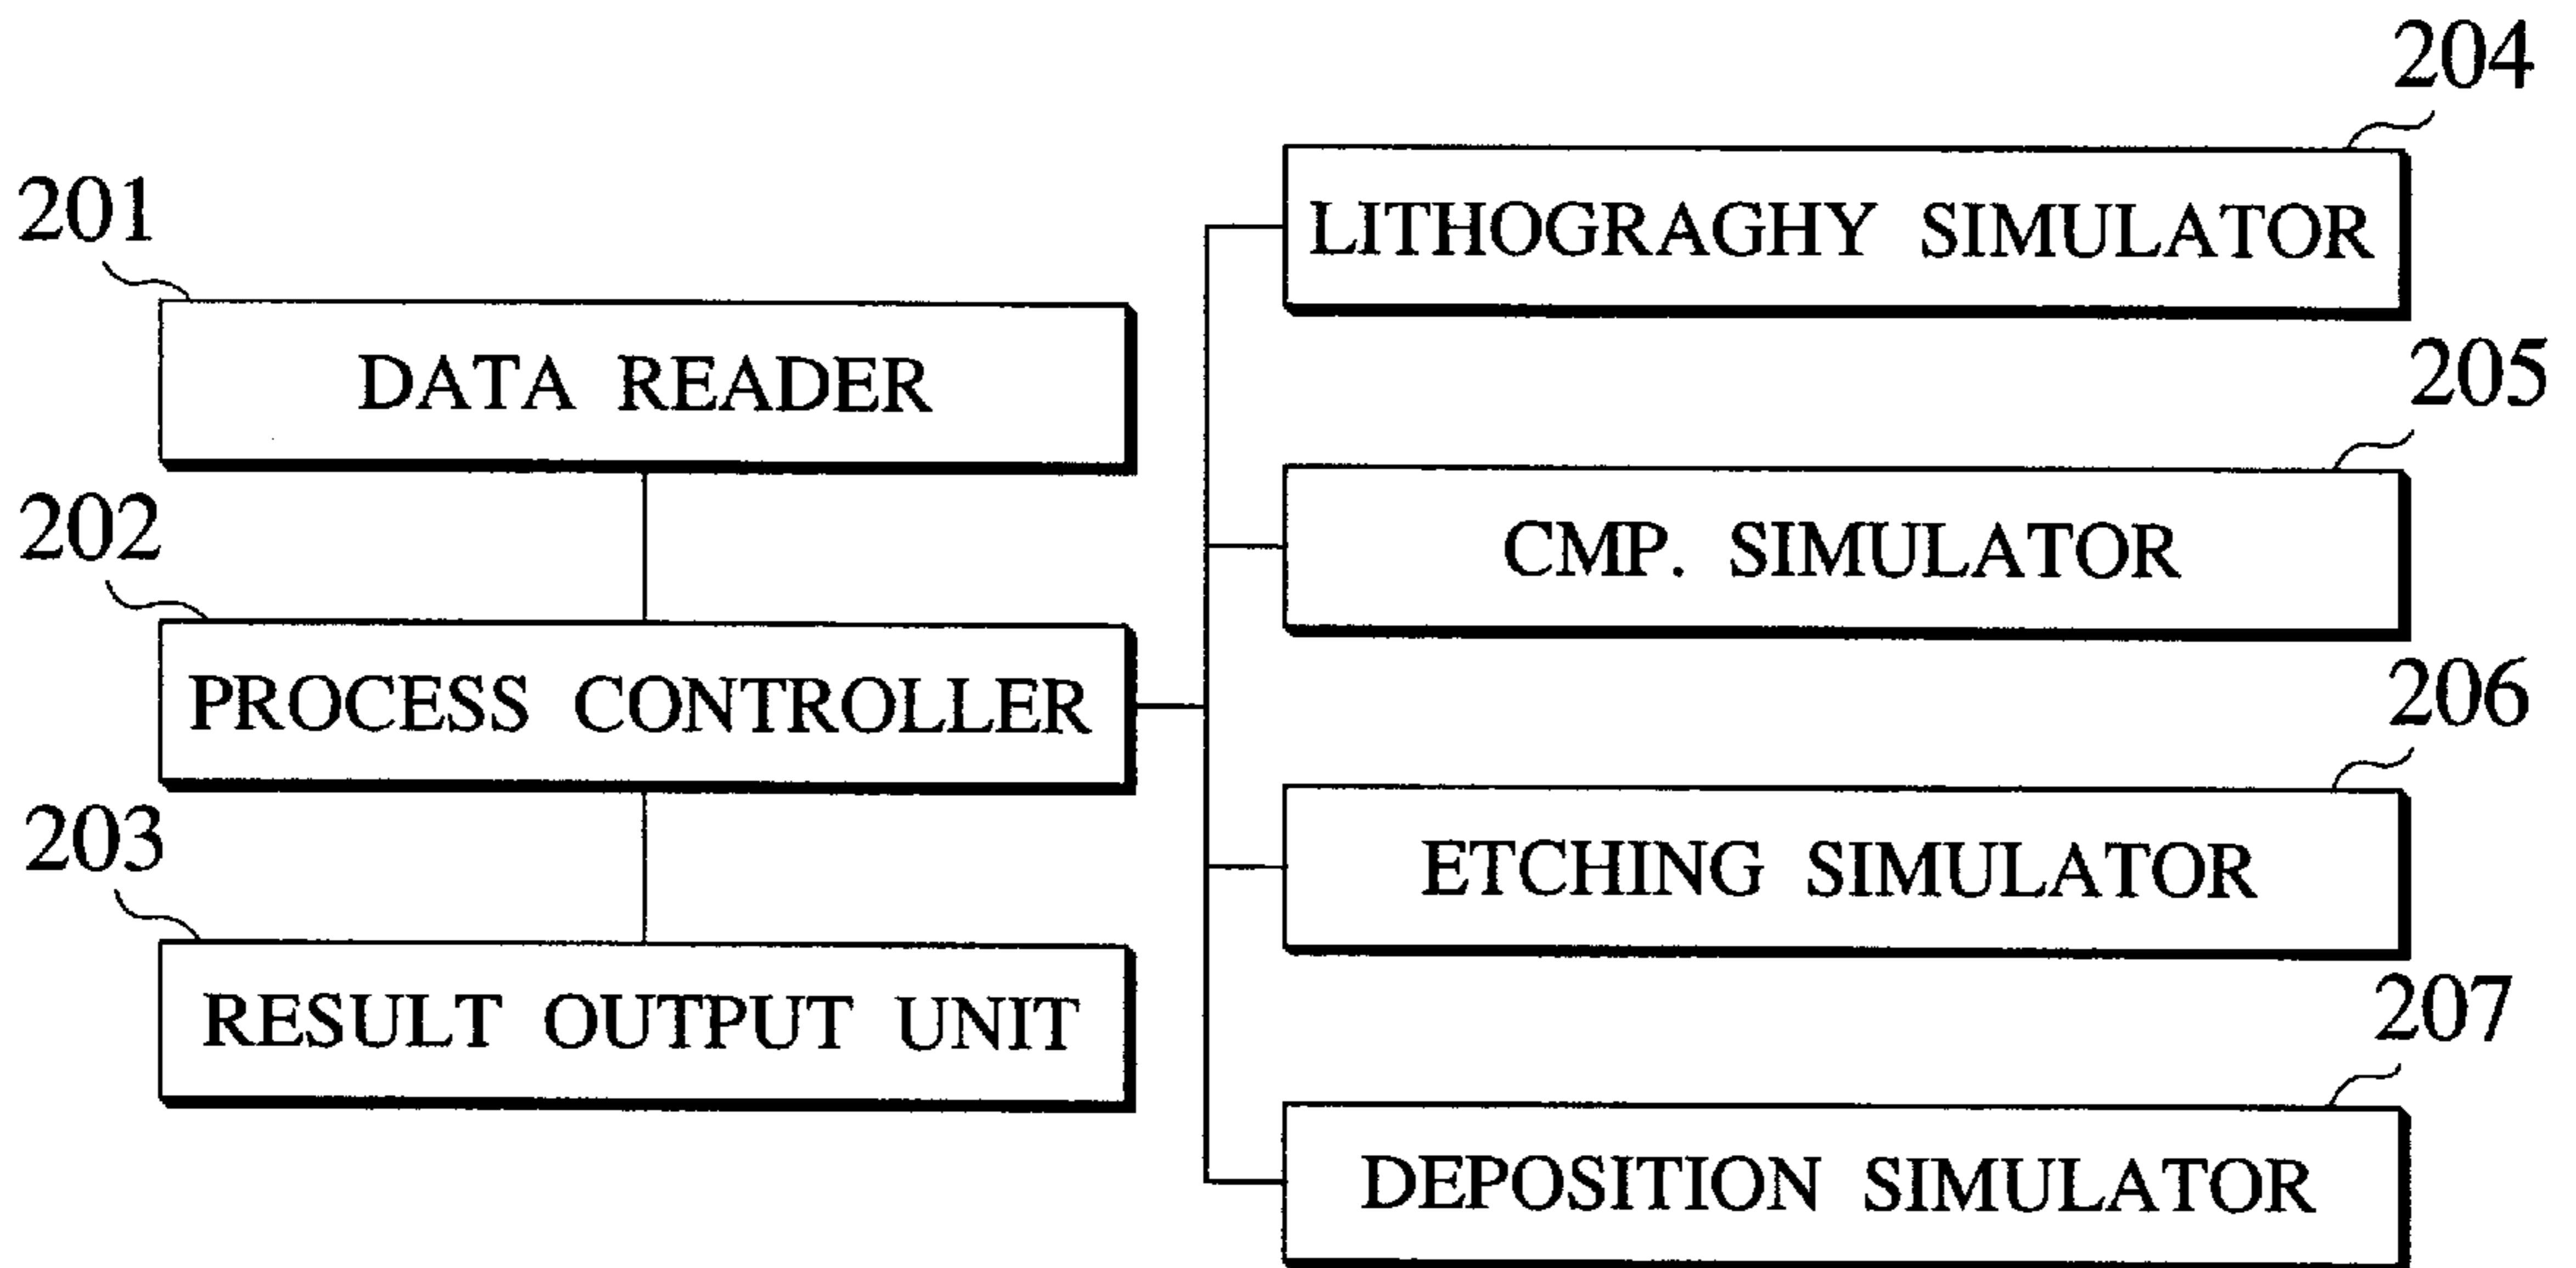 201
DATA READER
202
PROCESS CONTROLLER
203
RESULT OUTPUT UNIT
204
LITHOGRAGHY SIMULATOR
205
CMP. SIMULATOR
206
ETCHING SIMULATOR
207
DEPOSITION SIMULATOR